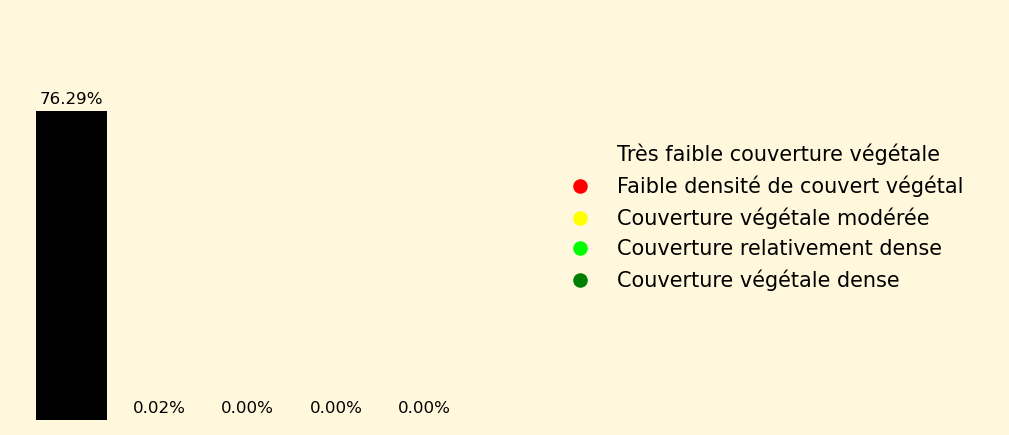 76.29%
0.02%
0.00%
0.00%
0.00%
Très faible couverture végétale
Faible densité de couvert végétal
Couverture végétale modérée
Couverture relativement dense
Couverture végétale dense